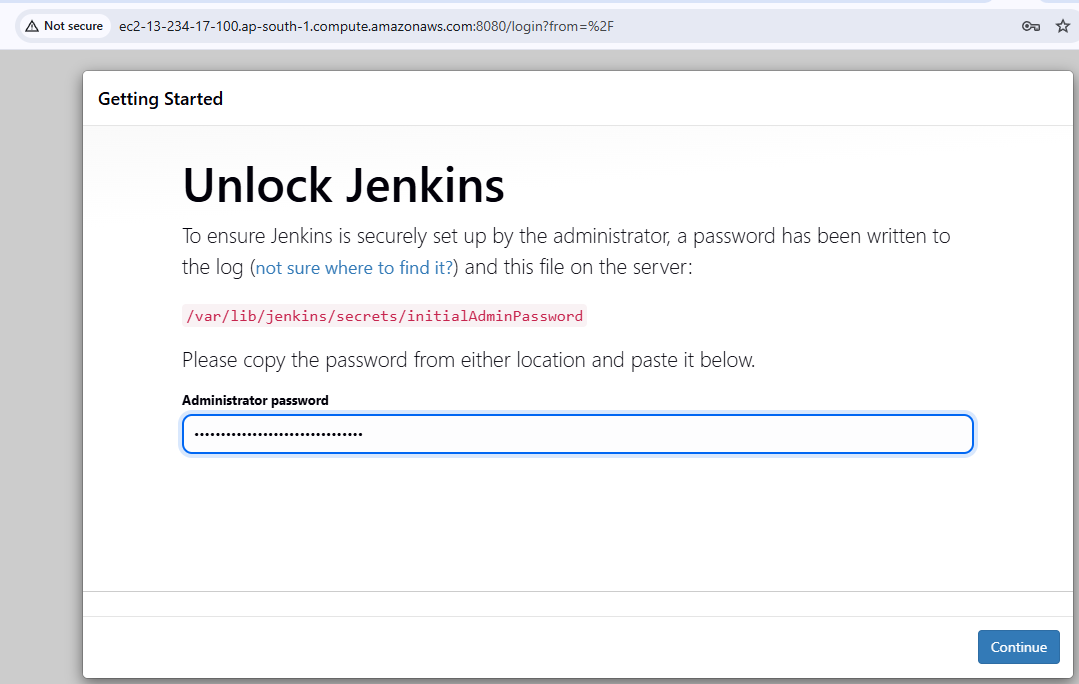 Not secure ec2-13-234-17-100.ap-south-1.compute.amazonaws.com:8080/login?from=%2F
Getting Started
Unlock Jenkins
To ensure Jenkins is securely set up by the administrator, a password has been written to
the log (not sure where to find it?) and this file on the server:
/var/lib/jenkins/secrets/initialAdminPassword
Please copy the password from either location and paste it below.
Administrator password
••••••••••••••••••••••••••••••••
Continue